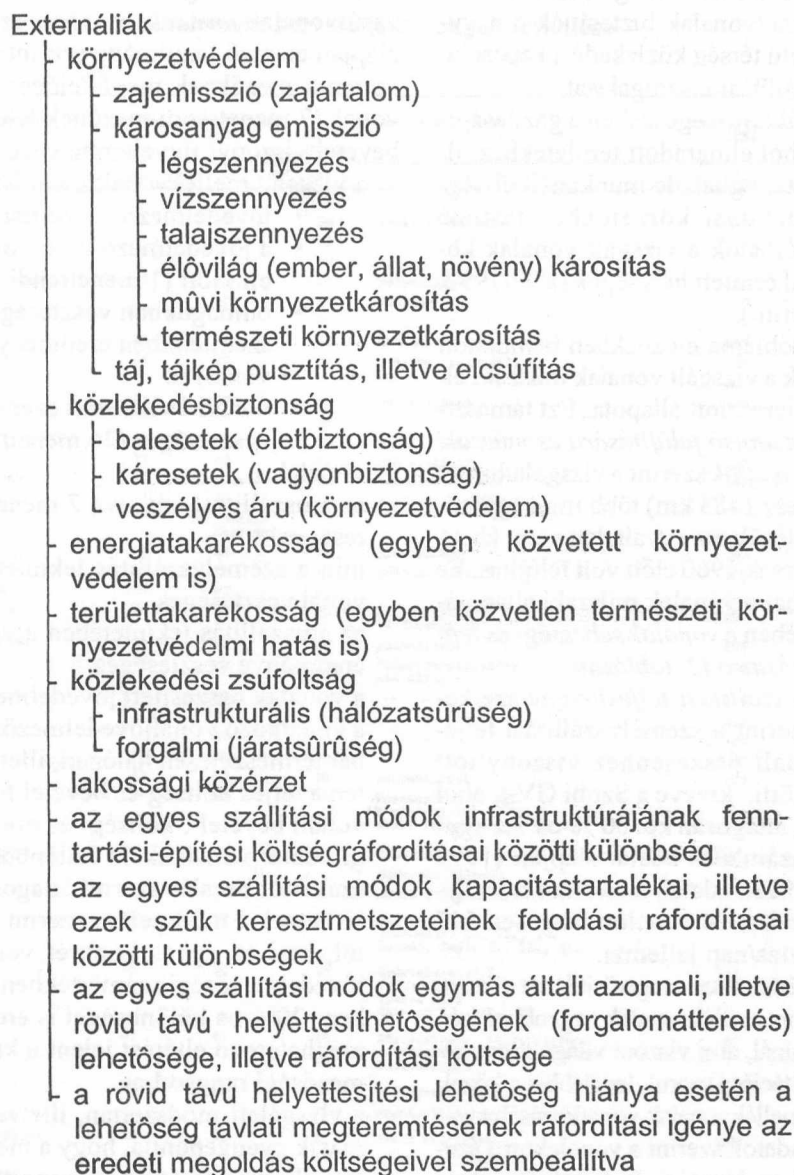 Externáliák
környezetvédelem
zajemisszió (zajártalom)
károsanyag emisszió
légszennyezés
vízszennyezés
talajszennyezés
élővilág (ember, állat, növény) károsítás
művi környezetkárosítás
természeti környezetkárosítás
táj, tájkép pusztítás, illetve elcsúfítás
közlekedésbiztonság
balesetek (életbiztonság)
káresetek (vagyonbiztonság)
veszélyes áru (környezetvédelem)
energiatakarékosság (egyben közvetett környezet-
védelem is)
területtakarékosság (egyben közvetlen természeti kör-
nyezetvédelmi hatás is)
közlekedési zsúfoltság
infrastrukturális (hálózatsűrűség)
forgalmi (járatsűrűség)
lakossági közérzet
az egyes szállítási módok infrastruktúrájának fenn-
tartási-építési költségráfordításai közötti különbség
az egyes szállítási módok kapacitástartalékai, illetve
ezek szűk keresztmetszeteinek feloldási ráfordításai
közötti különbségek
az egyes szállítási módok egymás általi azonnali, illetve
rövid távú helyettesíthetőségének (forgalomátterelés)
lehetősége, illetve ráfordítási költsége
a rövid távú helyettesítési lehetőség hiánya esetén a
lehetőség távlati megteremtésének ráfordítási igénye az
eredeti megoldás költségeivel szembeállítva.